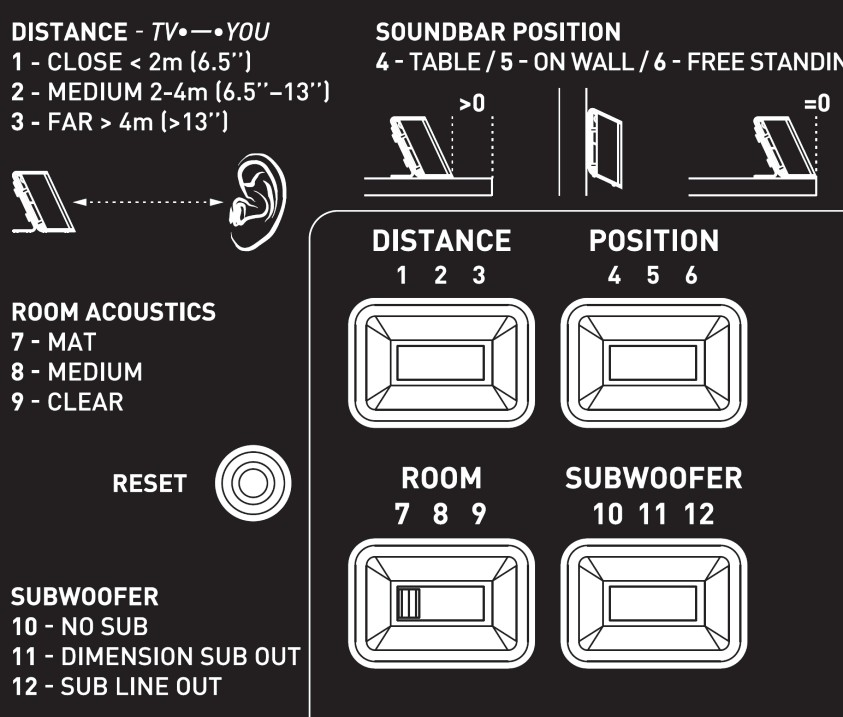 DISTANCE - TV•—•YOU
1 - CLOSE < 2m (6.5’’)
2 - MEDIUM 2-4m (6.5’’–13’’)
3 - FAR > 4m (>13’’)
SOUNDBAR POSITION
4 - TABLE / 5 - ON WALL / 6 - FREE STANDIN
>0
=0
DISTANCE
1 2 3
POSITION
4 5 6
ROOM ACOUSTICS
7 - MAT
8 - MEDIUM
9 - CLEAR
RESET
ROOM
7 8 9
SUBWOOFER
10 11 12
SUBWOOFER
10 - NO SUB
11 - DIMENSION SUB OUT
12 - SUB LINE OUT